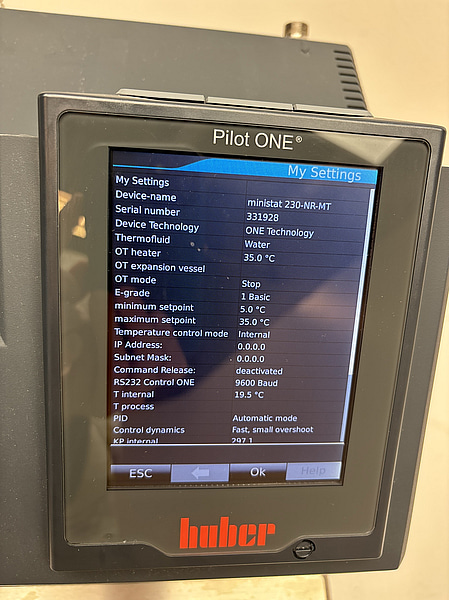 Pilot ONE®
My Settings
My Settings
Device-name ministat 230-NR-MT
Serial number 331928
Device Technology ONE Technology
Thermofluid Water
OT heater 35.0 °C
OT expansion vessel
OT mode Stop
E-grade 1 Basic
minimum setpoint 5.0 °C
maximum setpoint 35.0 °C
Temperature control mode Internal
IP Address: 0.0.0.0
Subnet Mask: 0.0.0.0
Command Release: deactivated
RS232 Control ONE 9600 Baud
T internal 19.5 °C
T process
PID Automatic mode
Control dynamics Fast, small overshoot
KP internal 297.1
ESC Ok Help
huber